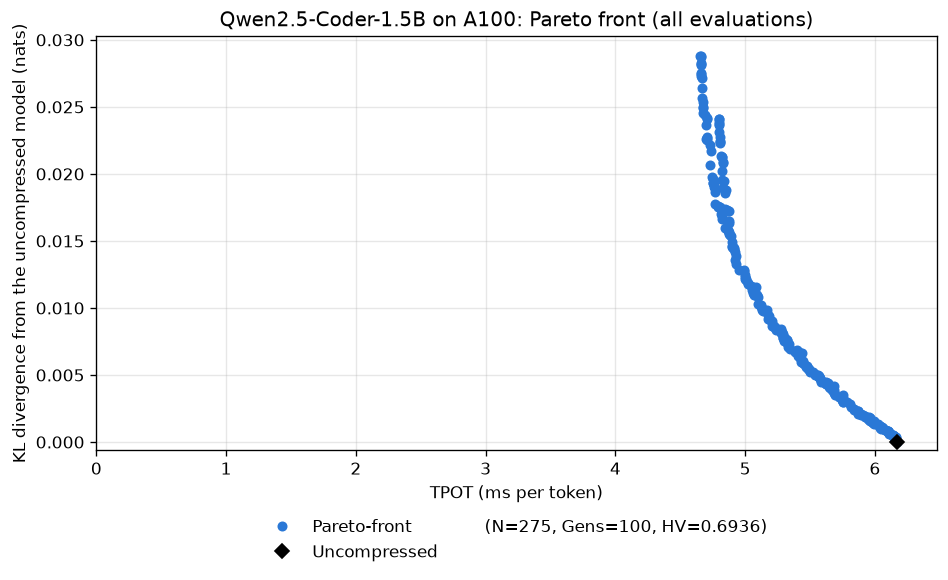 Qwen2.5-Coder-1.5B on A100: Pareto front (all evaluations)
KL divergence from the uncompressed model (nats)
0.030
0.025
0.020
0.015
0.010
0.005
0.000
0 1 2 3 4 5 6
TPOT (ms per token)
Pareto-front (N=275, Gens=100, HV=0.6936)
Uncompressed